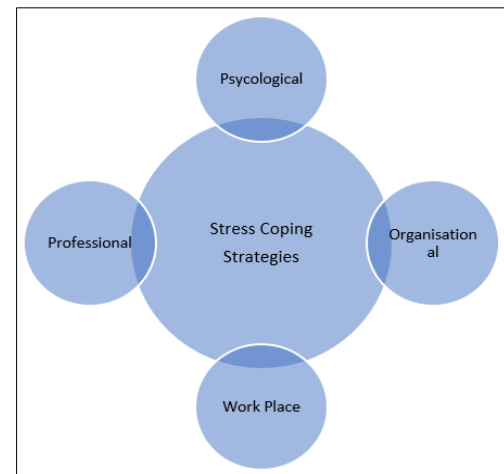 Psycological
Professional
Stress Coping
Strategies
Organisation
al
Work Place